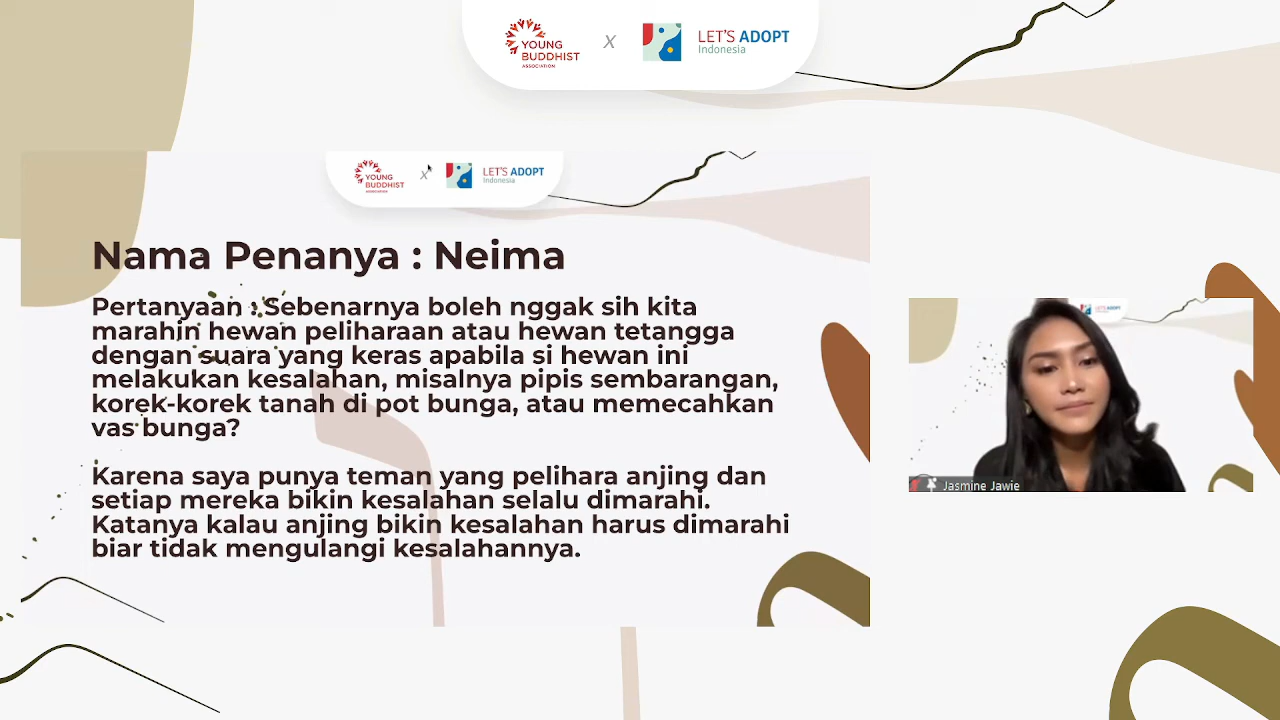 YOUNG
BUDDHIST
ASSOCIATION
X
LET'S ADOPT
Indonesia
YOUNG
BUDDHIST
ASSOCIATION
X
LET'S ADOPT
Indonesia
Nama Penanya : Neima
Pertanyaan : Sebenarnya boleh nggak sih kita
marahin hewan peliharaan atau hewan tetangga
dengan suara yang keras apabila si hewan ini
melakukan kesalahan, misalnya pipis sembarangan,
korek-korek tanah di pot bunga, atau memecahkan
vas bunga?
Karena saya punya teman yang pelihara anjing dan
setiap mereka bikin kesalahan selalu dimarahi.
Katanya kalau anjing bikin kesalahan harus dimarahi
biar tidak mengulangi kesalahannya.
Jasmine Jawie